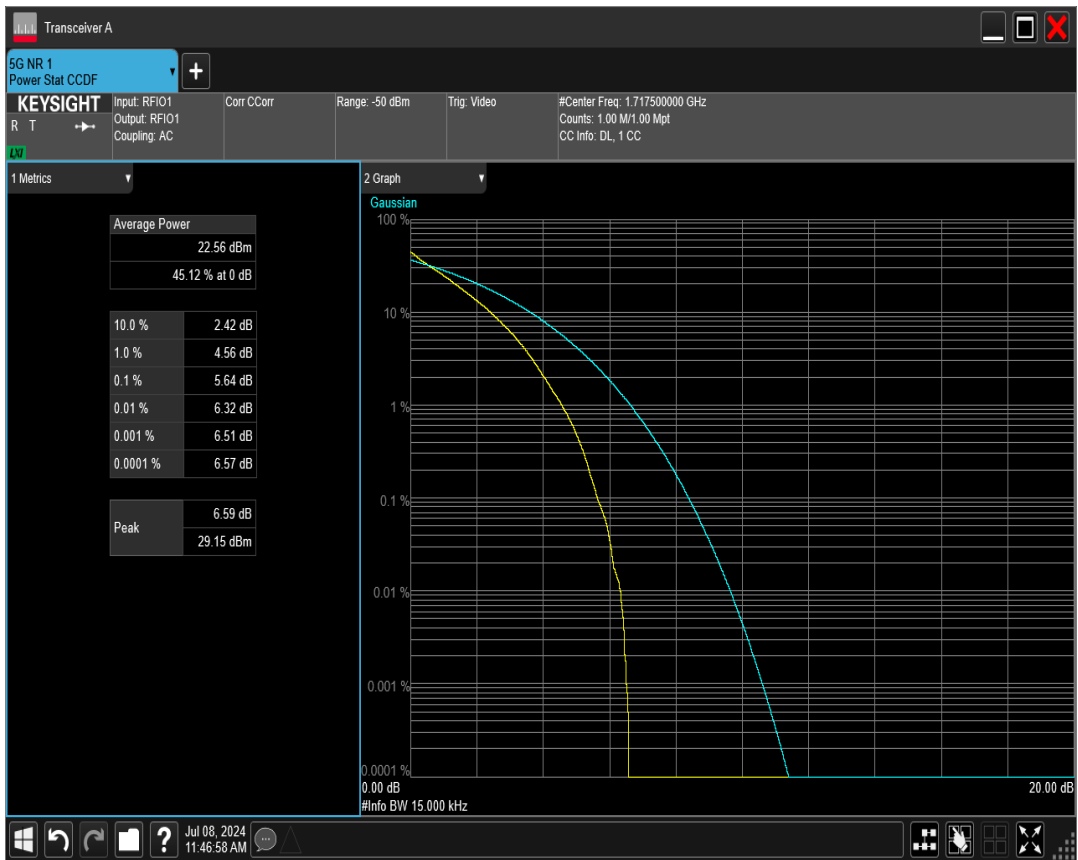 Transceiver A
5G NR 1
Power Stat CCDF
KEYSIGHT
R T
LXI
Input: RFIO1
Output: RFIO1
Coupling: AC
Corr CCorr
Range: -50 dBm
Trig: Video
#Center Freq: 1.717500000 GHz
Counts: 1.00 M/1.00 Mpt
CC Info: DL, 1 CC
1 Metrics
Average Power
22.56 dBm
45.12 % at 0 dB
10.0 % 2.42 dB
1.0 % 4.56 dB
0.1 % 5.64 dB
0.01 % 6.32 dB
0.001 % 6.51 dB
0.0001 % 6.57 dB
Peak 6.59 dB
29.15 dBm
2 Graph
Gaussian
100 %
10 %
1 %
0.1 %
0.01 %
0.001 %
0.0001 %
0.00 dB 20.00 dB
#Info BW 15.000 kHz
?
Jul 08, 2024
11:46:58 AM